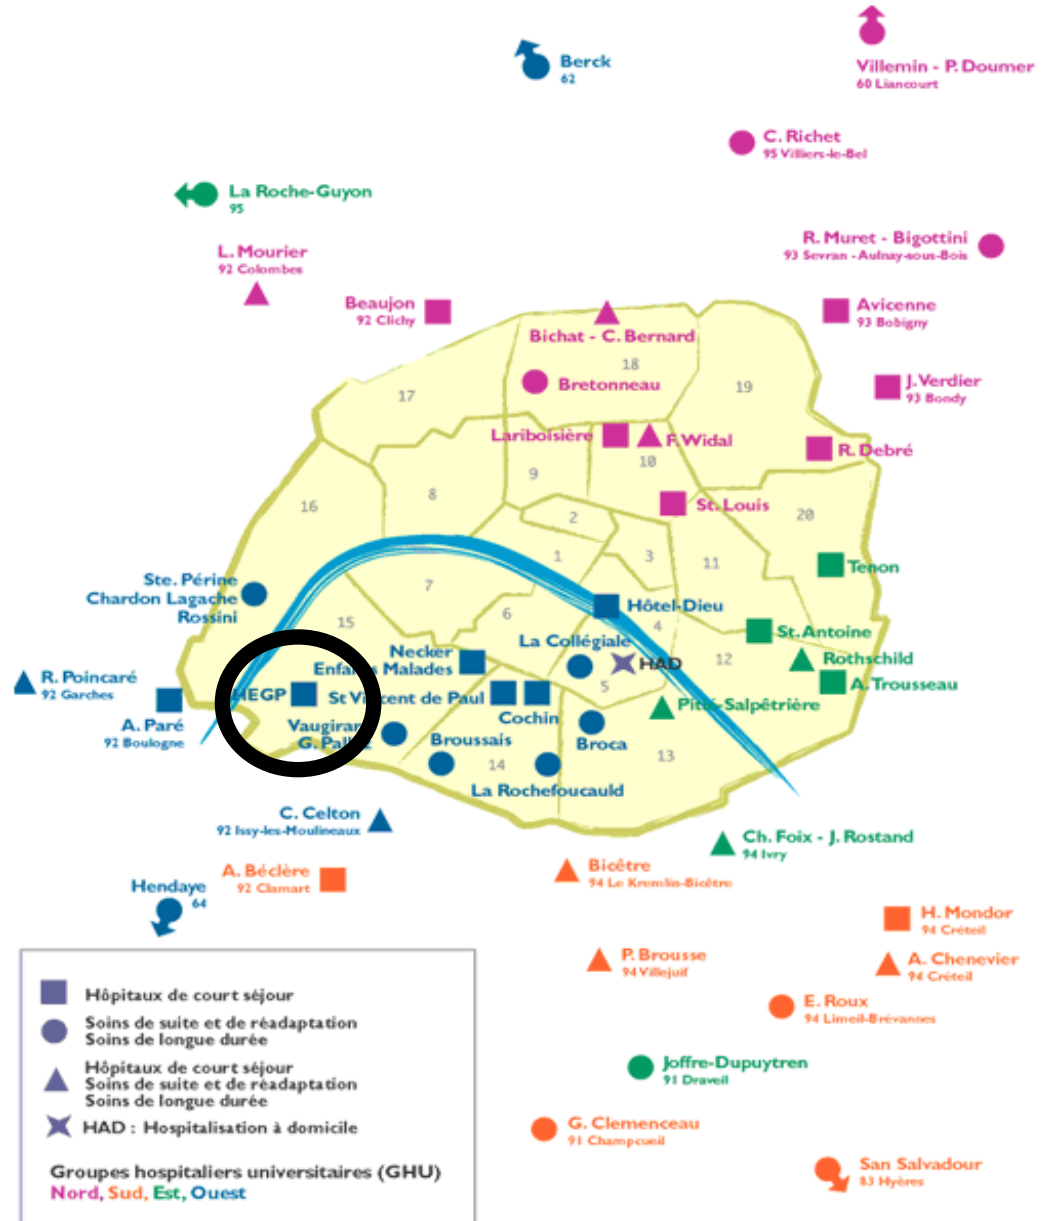 Berck
62
Villemin - P. Doumer
60 Liancourt
C. Richet
95 Villiers-le-Bel
La Roche-Guyon
95
R. Muret - Bigottini
93 Sevran - Aulnay-sous-Bois
L. Mourier
92 Colombes
Beaujon
92 Clichy
Avicenne
93 Bobigny
Bichat - C. Bernard
18
Bretonneau
J. Verdier
93 Bondy
17
19
Lariboisière
F. Widal
10
R. Debré
9
8
16
St. Louis
20
2
1
3
11
7
Tenon
Ste. Périne
Chardon Lagache
Rossini
6
15
Hôtel-Dieu
4
La Collégiale
St. Antoine
Necker
Enfants Malades
HAD
12
Rothschild
R. Poincaré
92 Garches
5
A. Trousseau
HEGP
St Vincent de Paul
Pitié-Salpêtrière
A. Paré
92 Boulogne
Cochin
Vaugirard
G. Pallez
Broussais
Broca
13
14
La Rochefoucauld
C. Celton
92 Issy-les-Moulineaux
Ch. Foix - J. Rostand
94 Ivry
A. Béclère
92 Clamart
Bicêtre
94 Le Kremlin-Bicêtre
Hendaye
64
H. Mondor
94 Créteil
P. Brousse
94 Villejuif
A. Chenevier
94 Créteil
E. Roux
94 Limeil-Brévannes
Joffre-Dupuytren
91 Draveil
G. Clemenceau
91 Champcueil
San Salvadour
83 Hyères
Hôpitaux de court séjour
Soins de suite et de réadaptation
Soins de longue durée
Hôpitaux de court séjour
Soins de suite et de réadaptation
Soins de longue durée
HAD : Hospitalisation à domicile
Groupes hospitaliers universitaires (GHU)
Nord, Sud, Est, Ouest